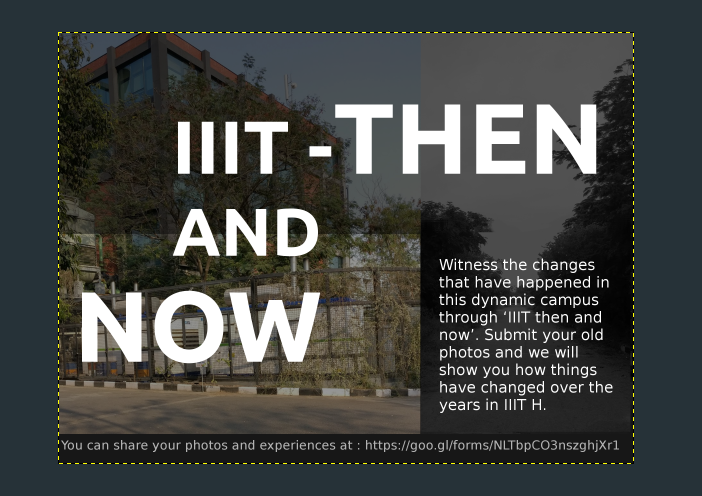 IIIT -THEN
AND
NOW
Witness the changes
that have happened in
this dynamic campus
through ‘IIIT then and
now’. Submit your old
photos and we will
show you how things
have changed over the
years in IIIT H.
You can share your photos and experiences at : https://goo.gl/forms/NLTbpCO3nszghjXr1